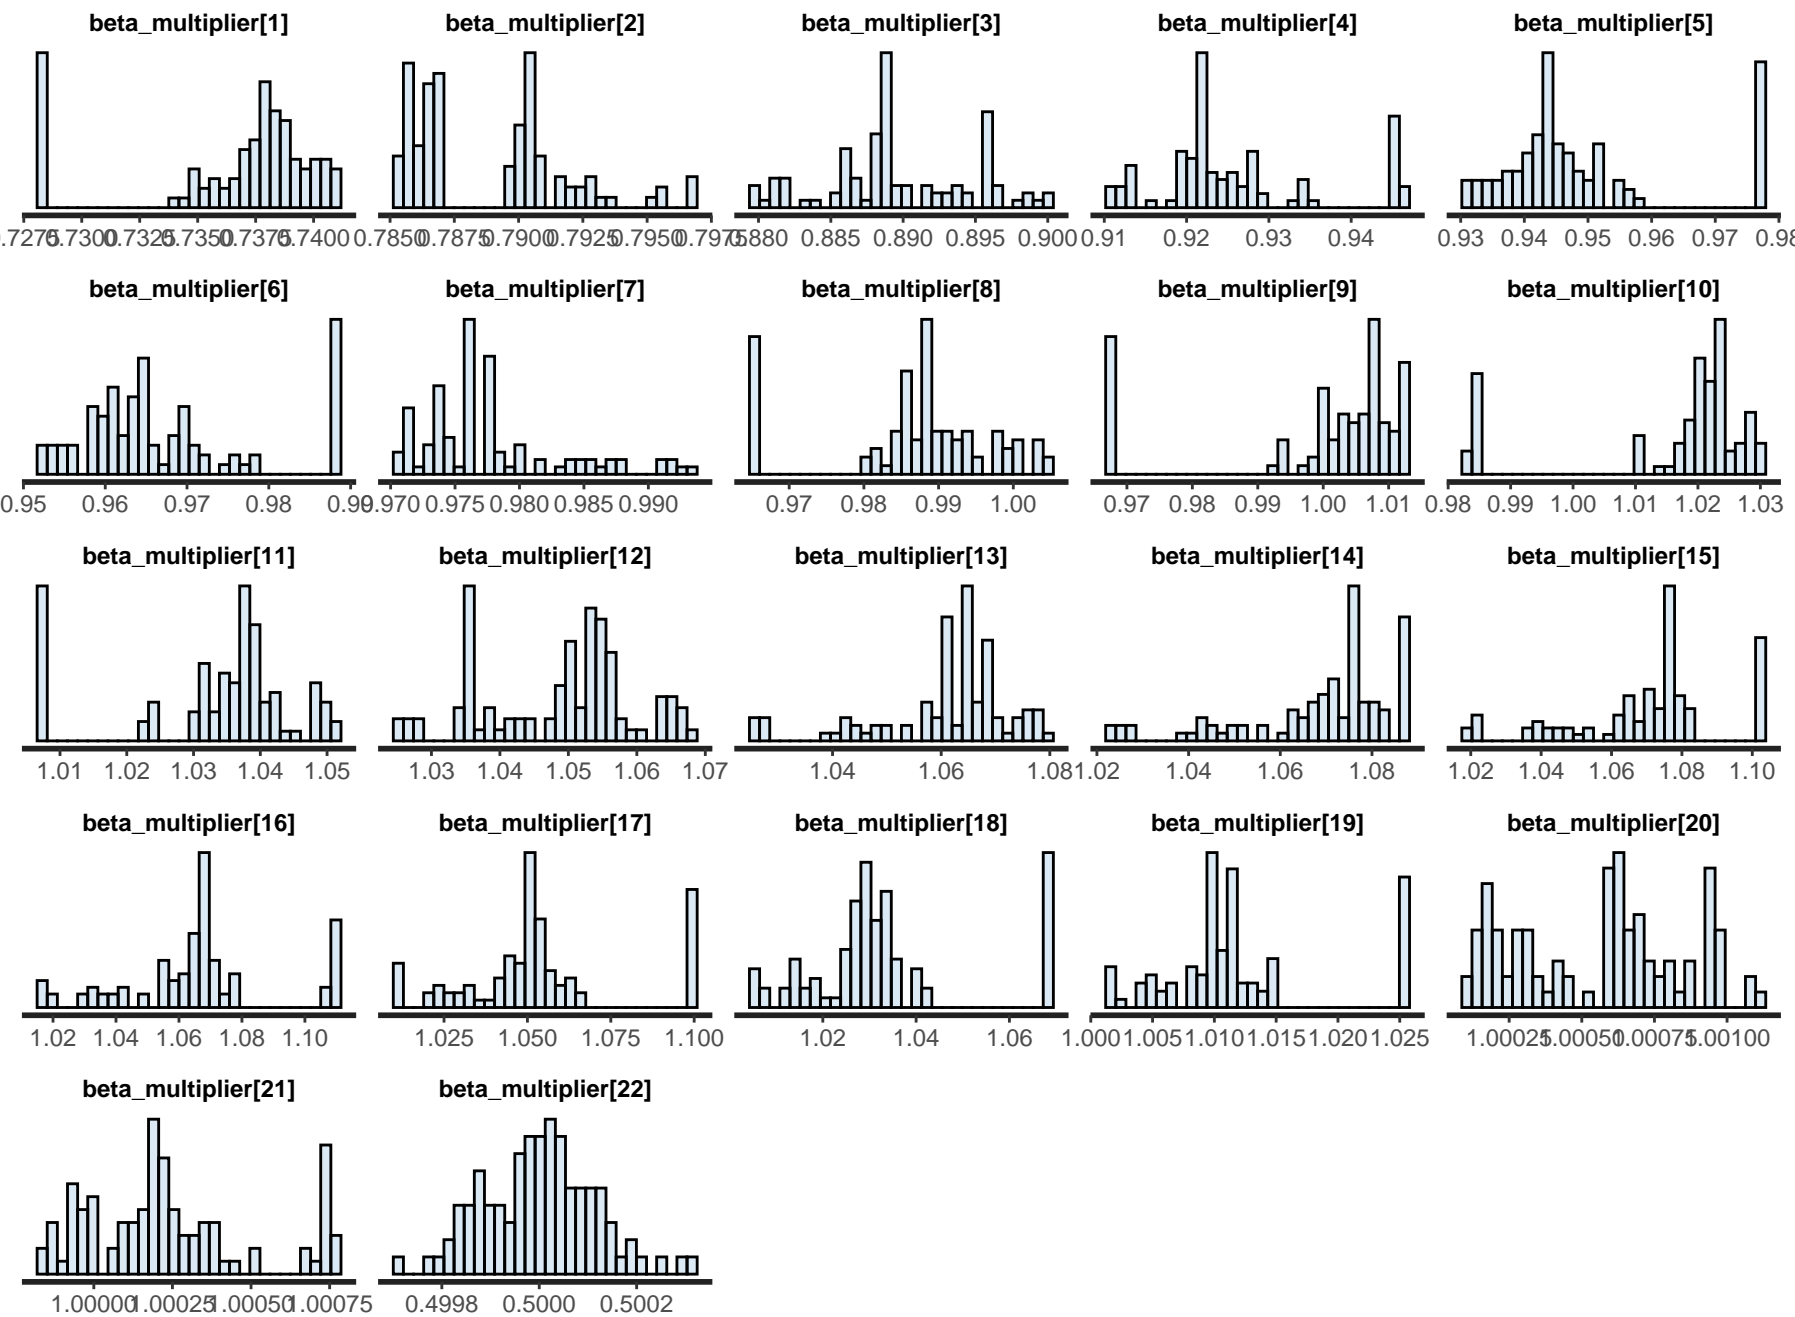 beta_multiplier[1] beta_multiplier[2] beta_multiplier[3] beta_multiplier[4] beta_multiplier[5]
0.7275 0.7300 0.7325 0.7350 0.7375 0.7400 0.7850 0.7875 0.7900 0.7925 0.7950 0.7975 0.880 0.885 0.890 0.895 0.900 0.91 0.92 0.93 0.94 0.93 0.94 0.95 0.96 0.97 0.98
beta_multiplier[6] beta_multiplier[7] beta_multiplier[8] beta_multiplier[9] beta_multiplier[10]
0.95 0.96 0.97 0.98 0.99 0.970 0.975 0.980 0.985 0.990 0.97 0.98 0.99 1.00 0.97 0.98 0.99 1.00 1.01 0.98 0.99 1.00 1.01 1.02 1.03
beta_multiplier[11] beta_multiplier[12] beta_multiplier[13] beta_multiplier[14] beta_multiplier[15]
1.01 1.02 1.03 1.04 1.05 1.03 1.04 1.05 1.06 1.07 1.04 1.06 1.08 1.02 1.04 1.06 1.08 1.02 1.04 1.06 1.08 1.10
beta_multiplier[16] beta_multiplier[17] beta_multiplier[18] beta_multiplier[19] beta_multiplier[20]
1.02 1.04 1.06 1.08 1.10 1.025 1.050 1.075 1.100 1.02 1.04 1.06 1.000 1.005 1.010 1.015 1.020 1.025 1.00025 1.00050 1.00075 1.00100
beta_multiplier[21] beta_multiplier[22]
1.00000 1.00025 1.00050 1.00075 0.4998 0.5000 0.5002